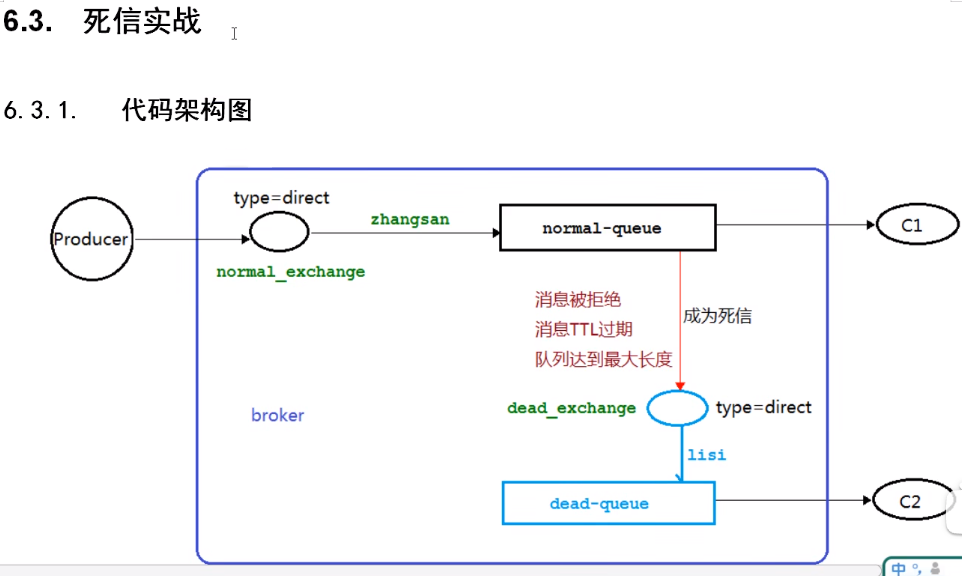 6.3. 死信实战
6.3.1. 代码架构图
type=direct
zhangsan
Producer
normal-queue
C1
normal_exchange
消息被拒绝
消息TTL过期
队列达到最大长度
成为死信
dead_exchange
type=direct
broker
lisi
dead-queue
C2
中 °,